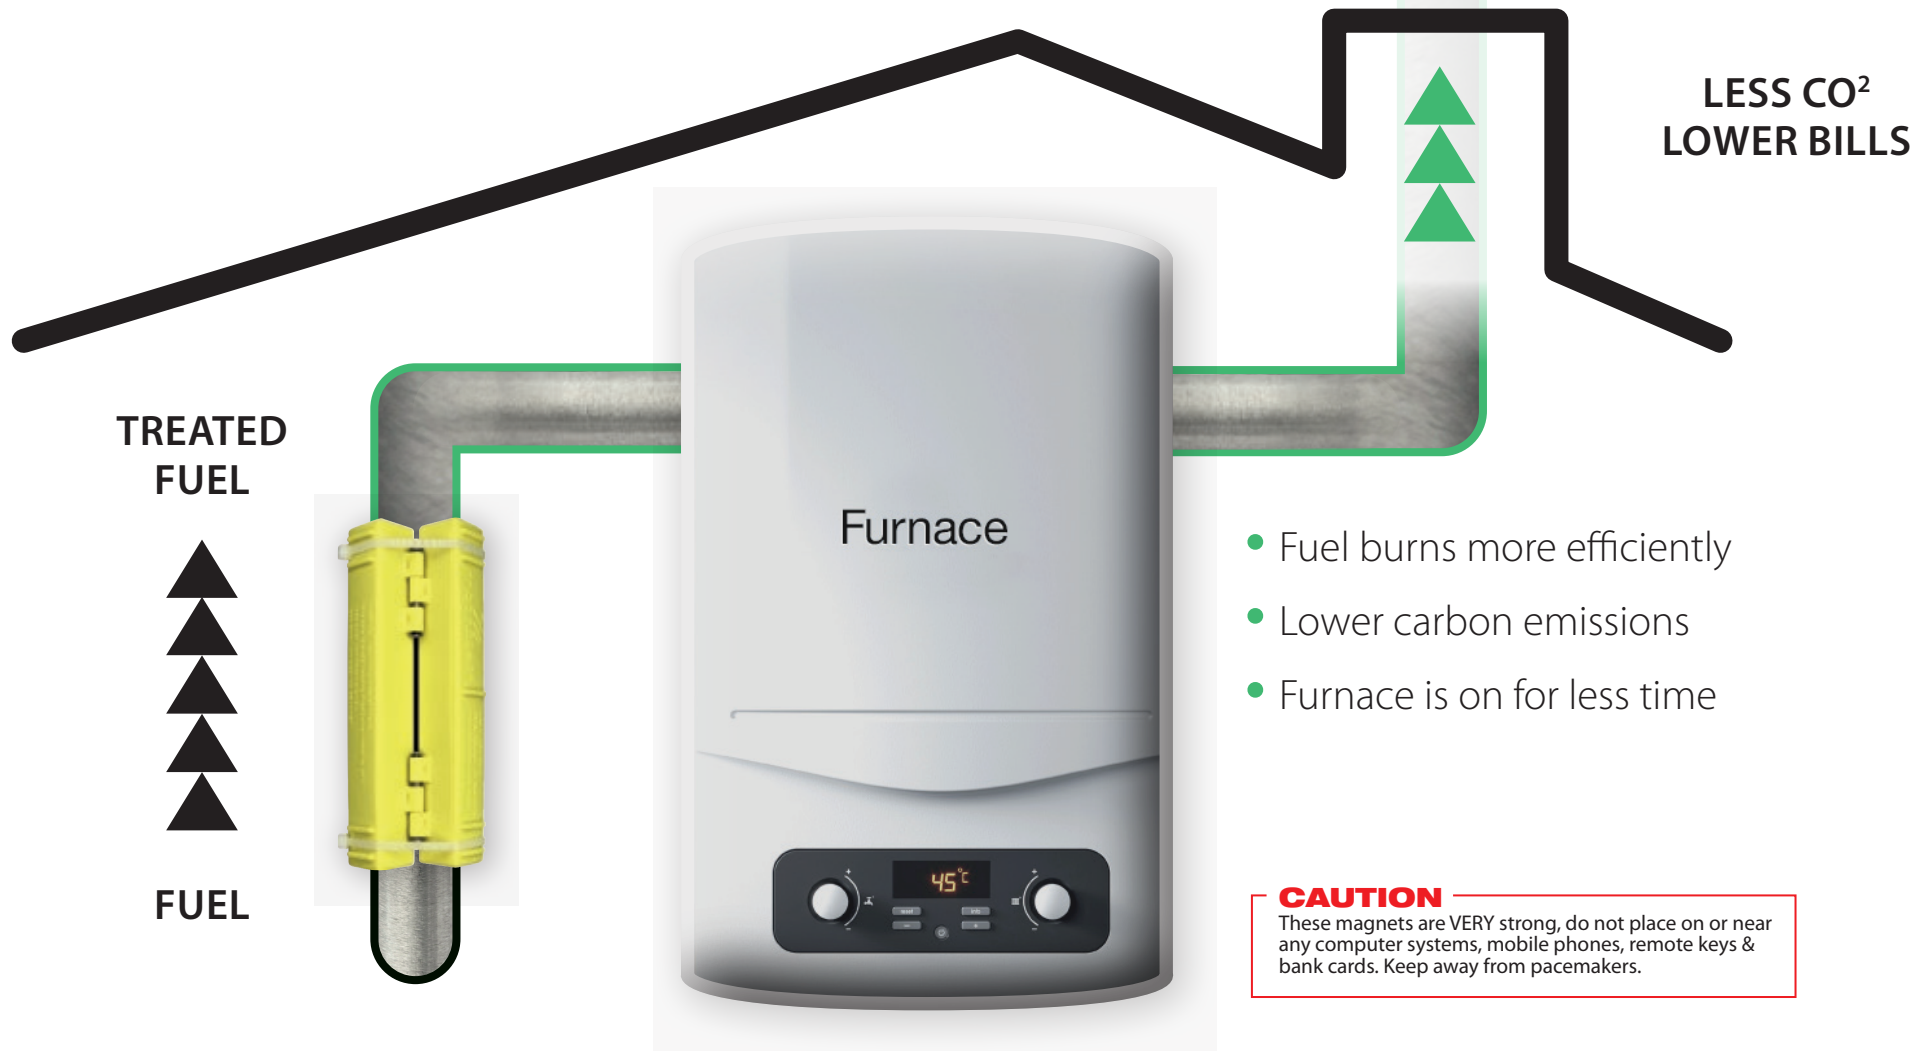 LESS CO²
LOWER BILLS
TREATED
FUEL
FUEL
Furnace
45°C
+
−
reset
−
info
+
+
−
• Fuel burns more efficiently
• Lower carbon emissions
• Furnace is on for less time
CAUTION
These magnets are VERY strong, do not place on or near
any computer systems, mobile phones, remote keys &
bank cards. Keep away from pacemakers.